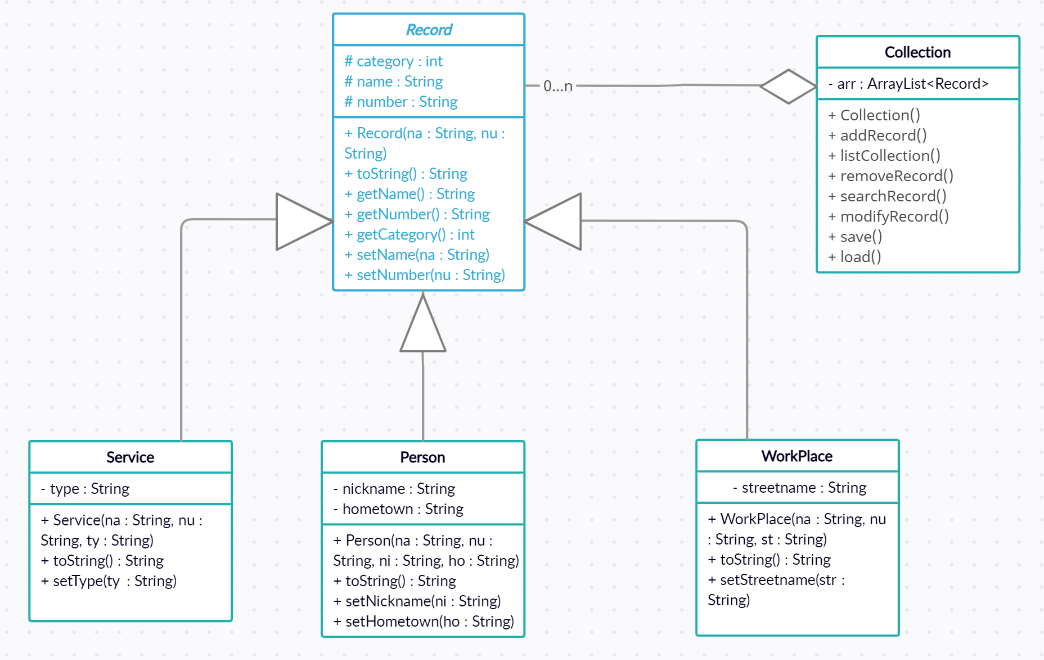 Record
# category : int
# name : String
# number : String
+ Record(na : String, nu :
String)
+ toString() : String
+ getName() : String
+ getNumber() : String
+ getCategory() : int
+ setName(na : String)
+ setNumber(nu : String)
0...n
Collection
- arr : ArrayList<Record>
+ Collection()
+ addRecord()
+ listCollection()
+ removeRecord()
+ searchRecord()
+ modifyRecord()
+ save()
+ load()
Service
- type : String
+ Service(na : String, nu :
String, ty : String)
+ toString() : String
+ setType(ty : String)
Person
- nickname : String
- hometown : String
+ Person(na : String, nu :
String, ni : String, ho : String)
+ toString() : String
+ setNickname(ni : String)
+ setHometown(ho : String)
WorkPlace
- streetname : String
+ WorkPlace(na : String, nu
: String, st : String)
+ toString() : String
+ setStreetname(str :
String)